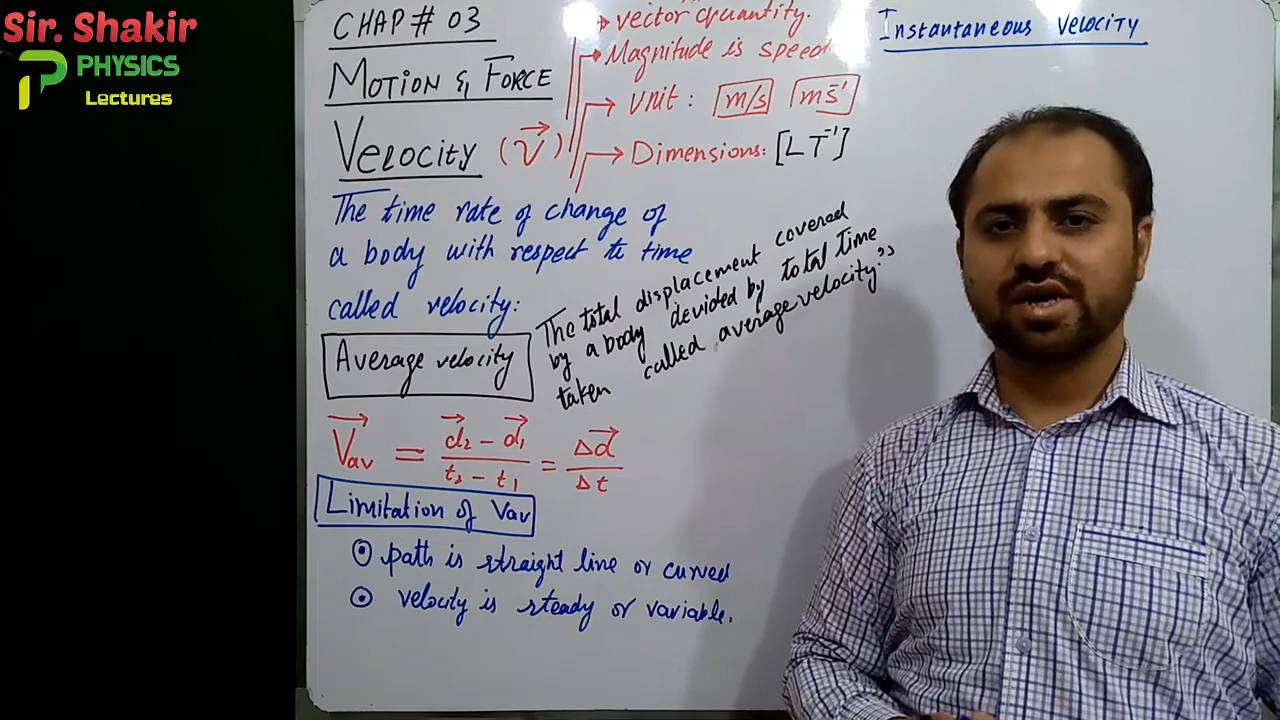 Sir. Shakir
PHYSICS
Lectures
CHAP # 03
MOTION & FORCE
VELOCITY (v⃗)
vector quantity.
Magnitude is speed
Unit : m/s ms⁻¹
Dimensions: [LT⁻¹]
The time rate of change of
a body with respect to time
called velocity:
Average velocity
The total displacement covered
by a body devided by total time
taken called average velocity."
V⃗av = d⃗₂ - d⃗₁ / t₂ - t₁ = Δd⃗ / Δt
Limitation of Vav
path is straight line or curved
velocity is steady or variable.
Instantaneous Velocity